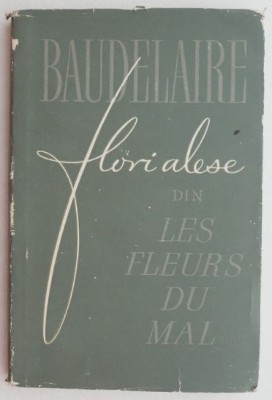 BAUDELAIRE
flori alese
DIN
LES
FLEURS
DU
MAL